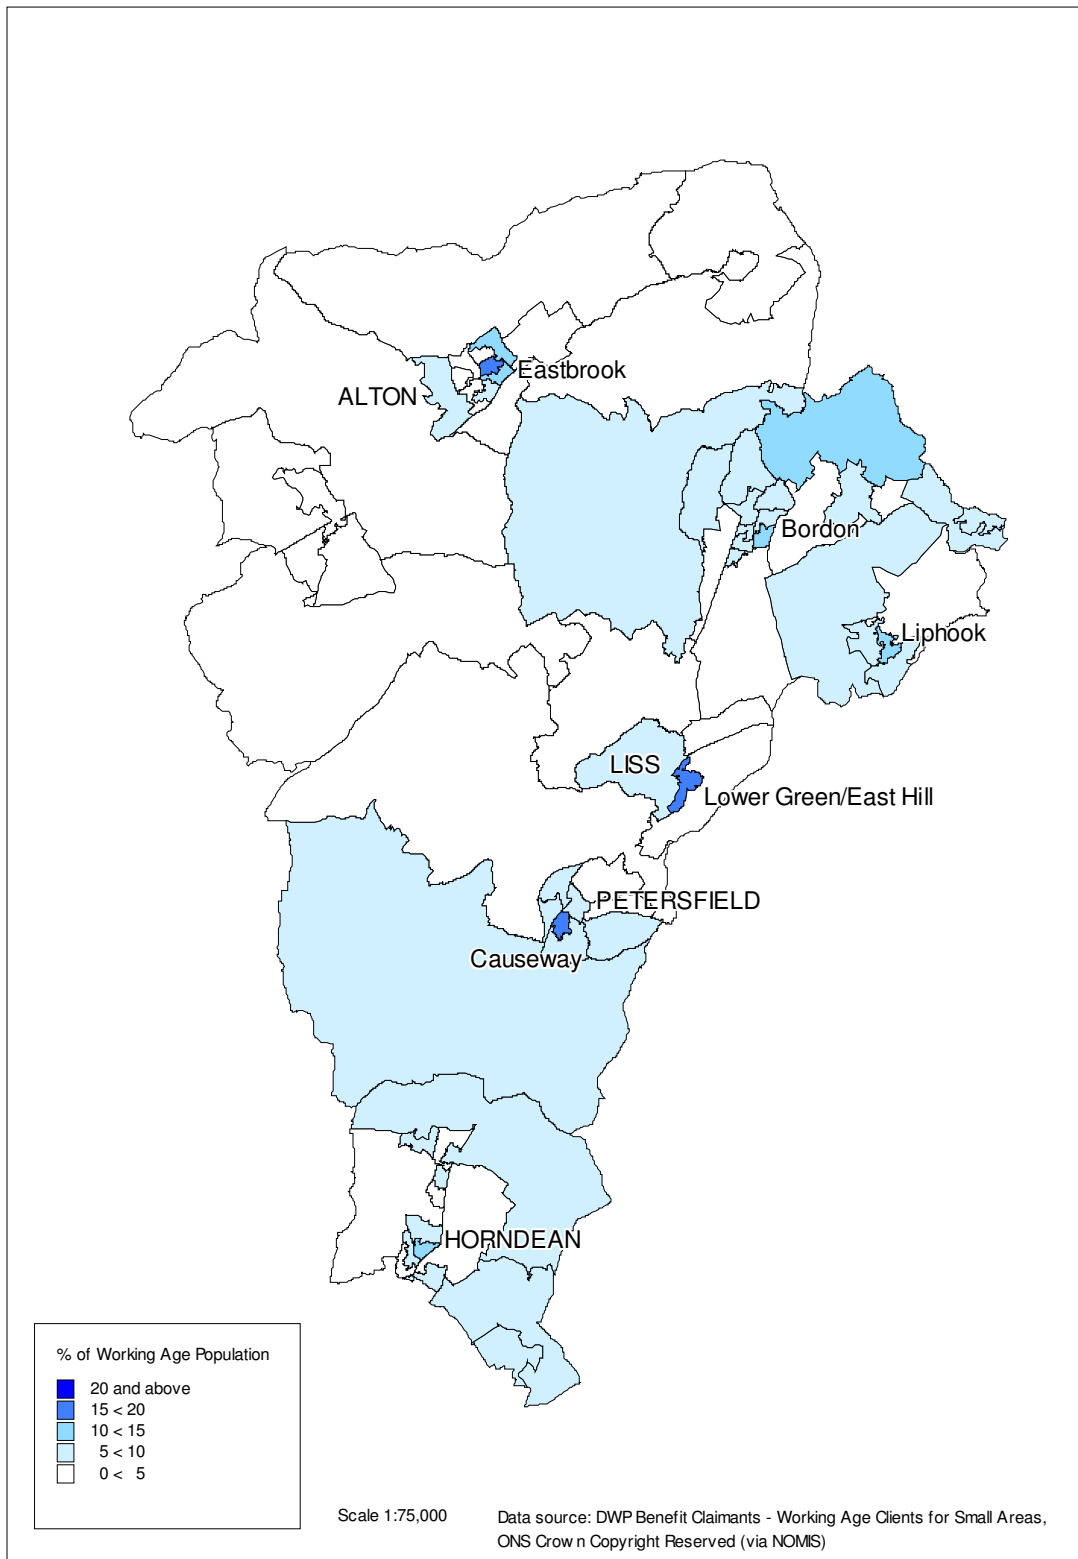 Eastbrook
ALTON
Bordon
Liphook
LISS
Lower Green/East Hill
PETERSFIELD
Causeway
HORNDEAN
% of Working Age Population
20 and above
15 < 20
10 < 15
5 < 10
0 < 5
Scale 1:75,000
Data source: DWP Benefit Claimants - Working Age Clients for Small Areas,
ONS Crown Copyright Reserved (via NOMIS)